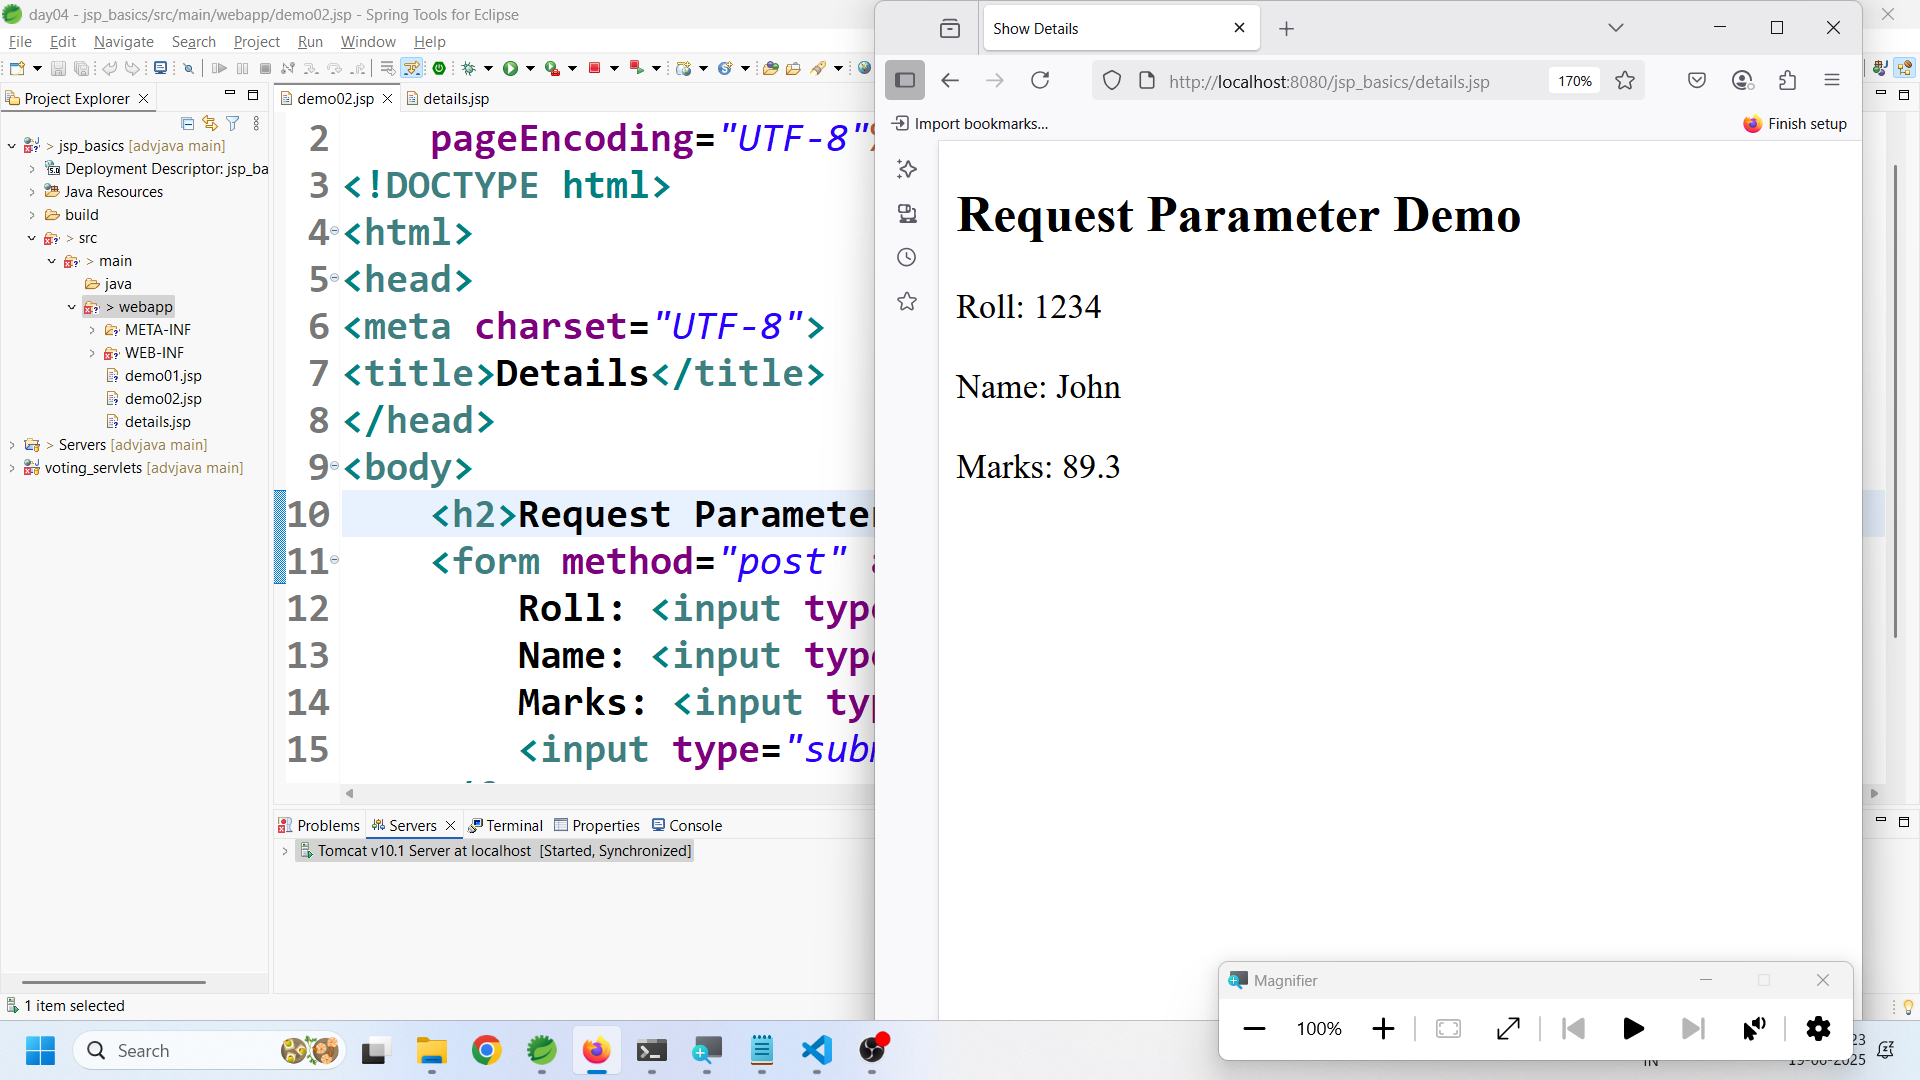 day04 - jsp_basics/src/main/webapp/demo02.jsp - Spring Tools for Eclipse
File Edit Navigate Search Project Run Window Help
Project Explorer
> jsp_basics [advjava main]
Deployment Descriptor: jsp_ba
Java Resources
build
> src
> main
java
> webapp
META-INF
WEB-INF
demo01.jsp
demo02.jsp
details.jsp
> Servers [advjava main]
voting_servlets [advjava main]
demo02.jsp
details.jsp
2 pageEncoding="UTF-8"%
3 <!DOCTYPE html>
4 <html>
5 <head>
6 <meta charset="UTF-8">
7 <title>Details</title>
8 </head>
9 <body>
10 <h2>Request Parameter
11 <form method="post"
12 Roll: <input type
13 Name: <input type
14 Marks: <input typ
15 <input type="subm
Problems Servers Terminal Properties Console
Tomcat v10.1 Server at localhost [Started, Synchronized]
1 item selected
Show Details
http://localhost:8080/jsp_basics/details.jsp 170%
Import bookmarks...
Finish setup
Request Parameter Demo
Roll: 1234
Name: John
Marks: 89.3
Magnifier
100%
Search
23
IN
19-06-2025